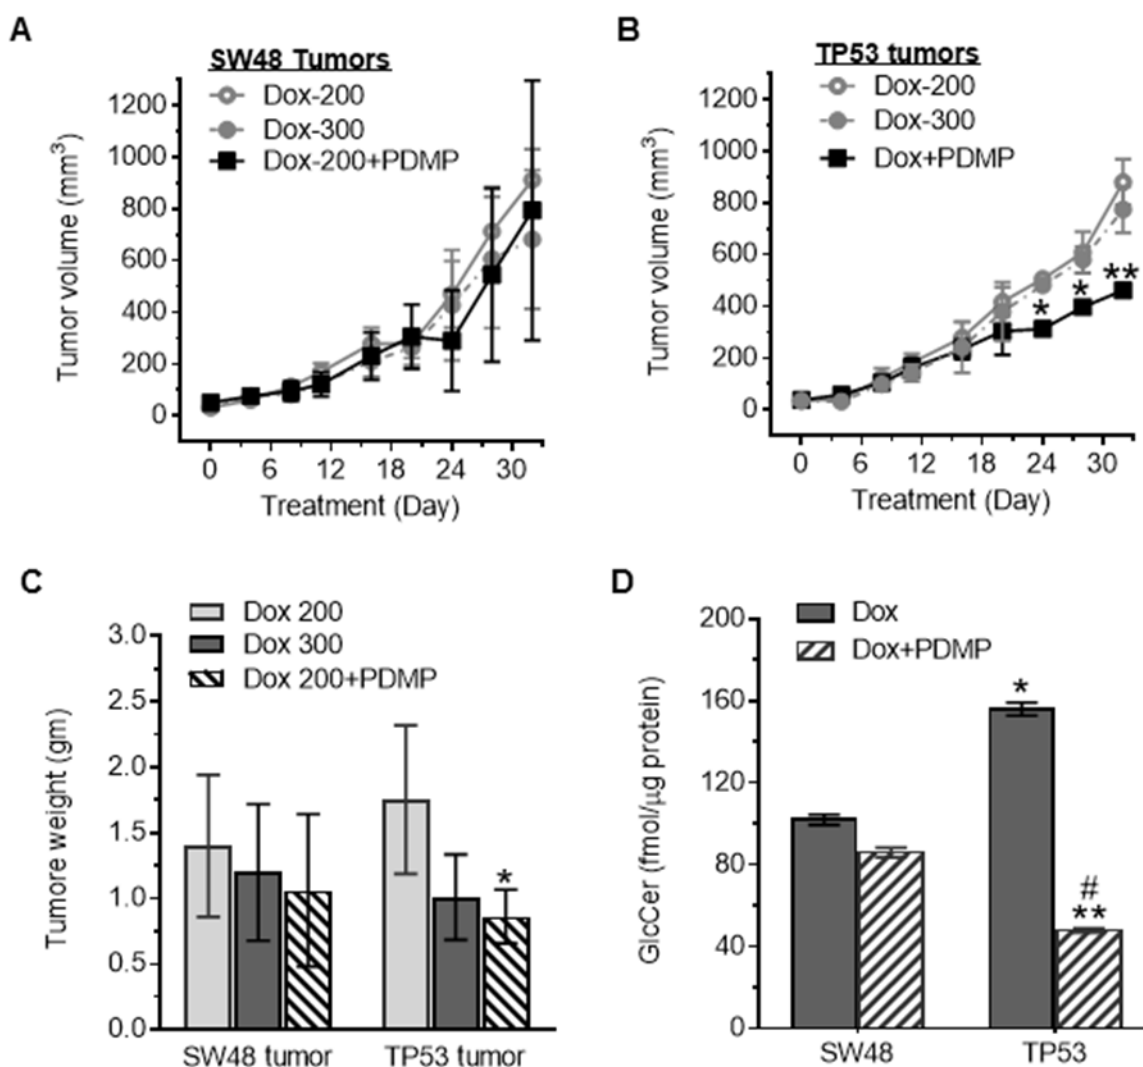 A
SW48 Tumors
Dox-200
Dox-300
Dox-200+PDMP
Tumor volume (mm³)
1200
1000
800
600
400
200
0
0 6 12 18 24 30
Treatment (Day)
B
TP53 tumors
Dox-200
Dox-300
Dox+PDMP
Tumor volume (mm³)
1200
1000
800
600
400
200
0
* * **
0 6 12 18 24 30
Treatment (Day)
C
Dox 200
Dox 300
Dox 200+PDMP
Tumore weight (gm)
3.0
2.5
2.0
1.5
1.0
0.5
0.0
*
SW48 tumor TP53 tumor
D
Dox
Dox+PDMP
GlcCer (fmol/μg protein)
200
160
120
80
40
0
*
#
**
SW48 TP53